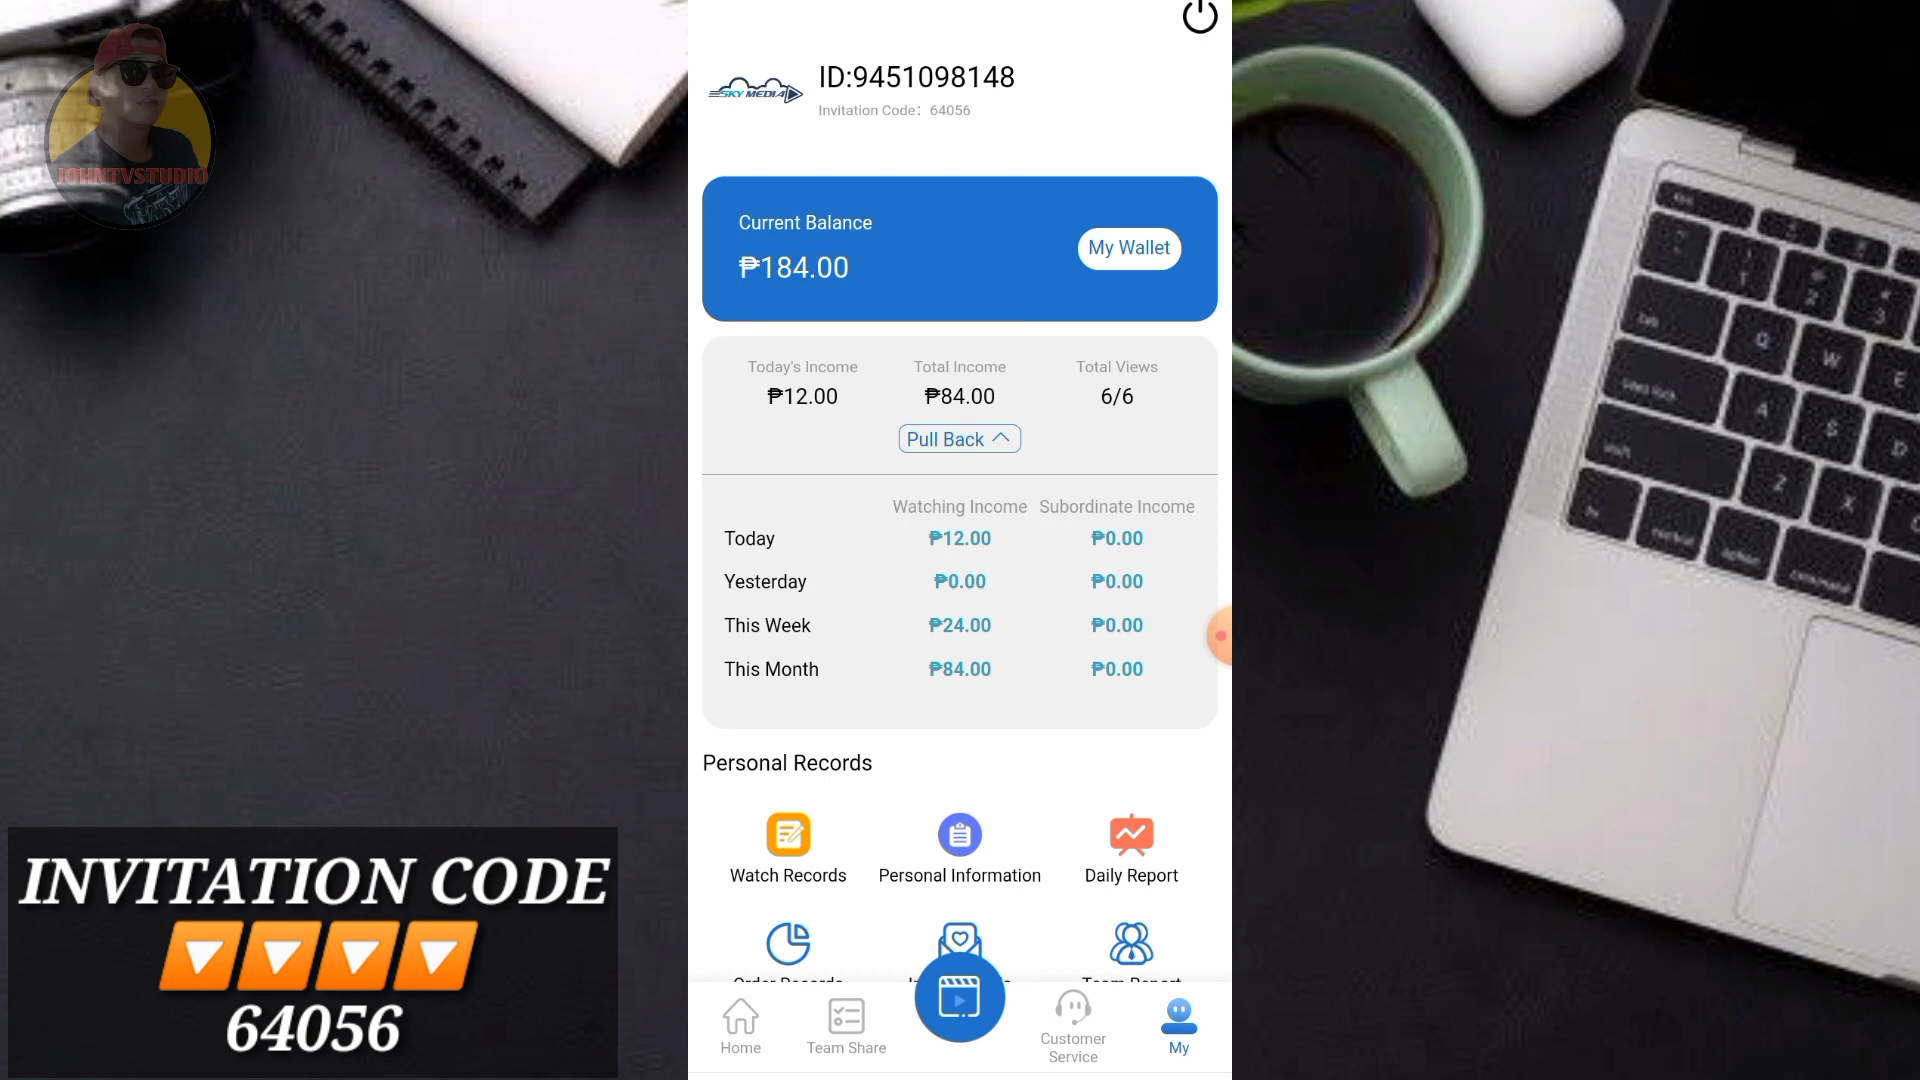 JOHNTVSTUDIO
SKY MEDIA
ID:9451098148
Invitation Code: 64056
Current Balance
₱184.00
My Wallet
Today's Income
Total Income
Total Views
₱12.00
₱84.00
6/6
Pull Back
Watching Income
Subordinate Income
Today
₱12.00
₱0.00
Yesterday
₱0.00
₱0.00
This Week
₱24.00
₱0.00
This Month
₱84.00
₱0.00
Personal Records
Watch Records
Personal Information
Daily Report
Order Records
Team Report
Home
Team Share
Customer
Service
My
INVITATION CODE
64056